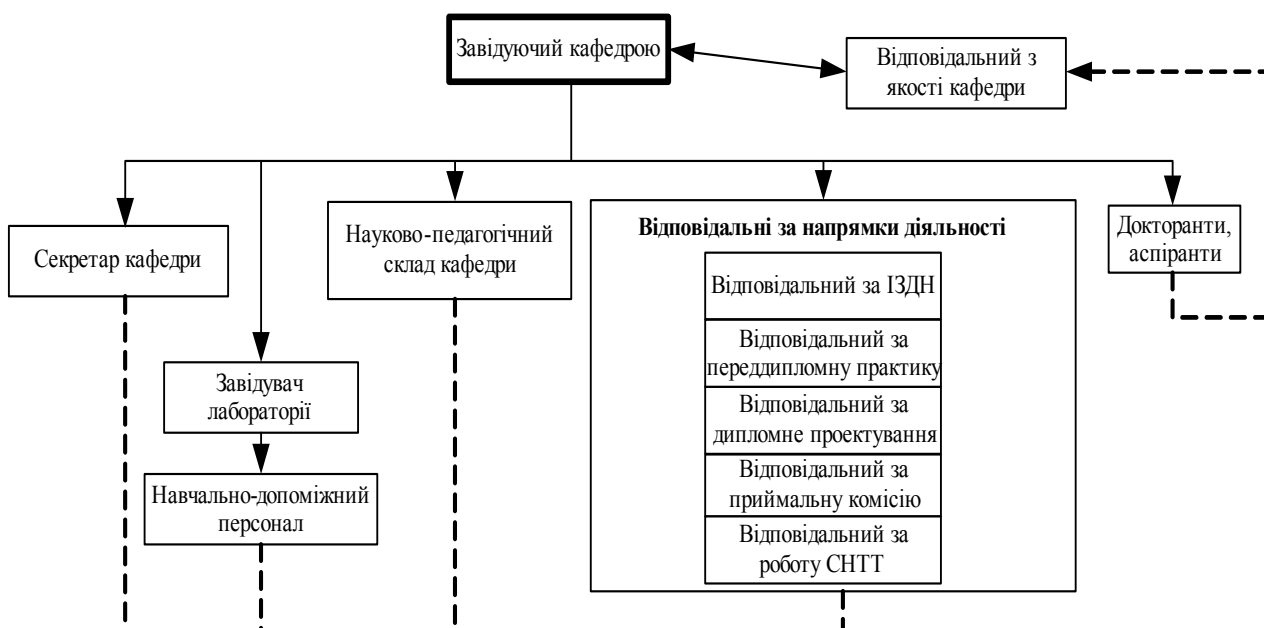 Завідуючий кафедрою
Відповідальний з
якості кафедри
Секретар кафедри
Науково-педагогічний
склад кафедри
Відповідальні за напрямки діяльності
Відповідальний за ІЗДН
Відповідальний за
переддипломну практику
Відповідальний за
дипломне проектування
Відповідальний за
приймальну комісію
Відповідальний за
роботу СНТТ
Докторанти,
аспіранти
Завідувач
лабораторії
Навчально-допоміжний
персонал